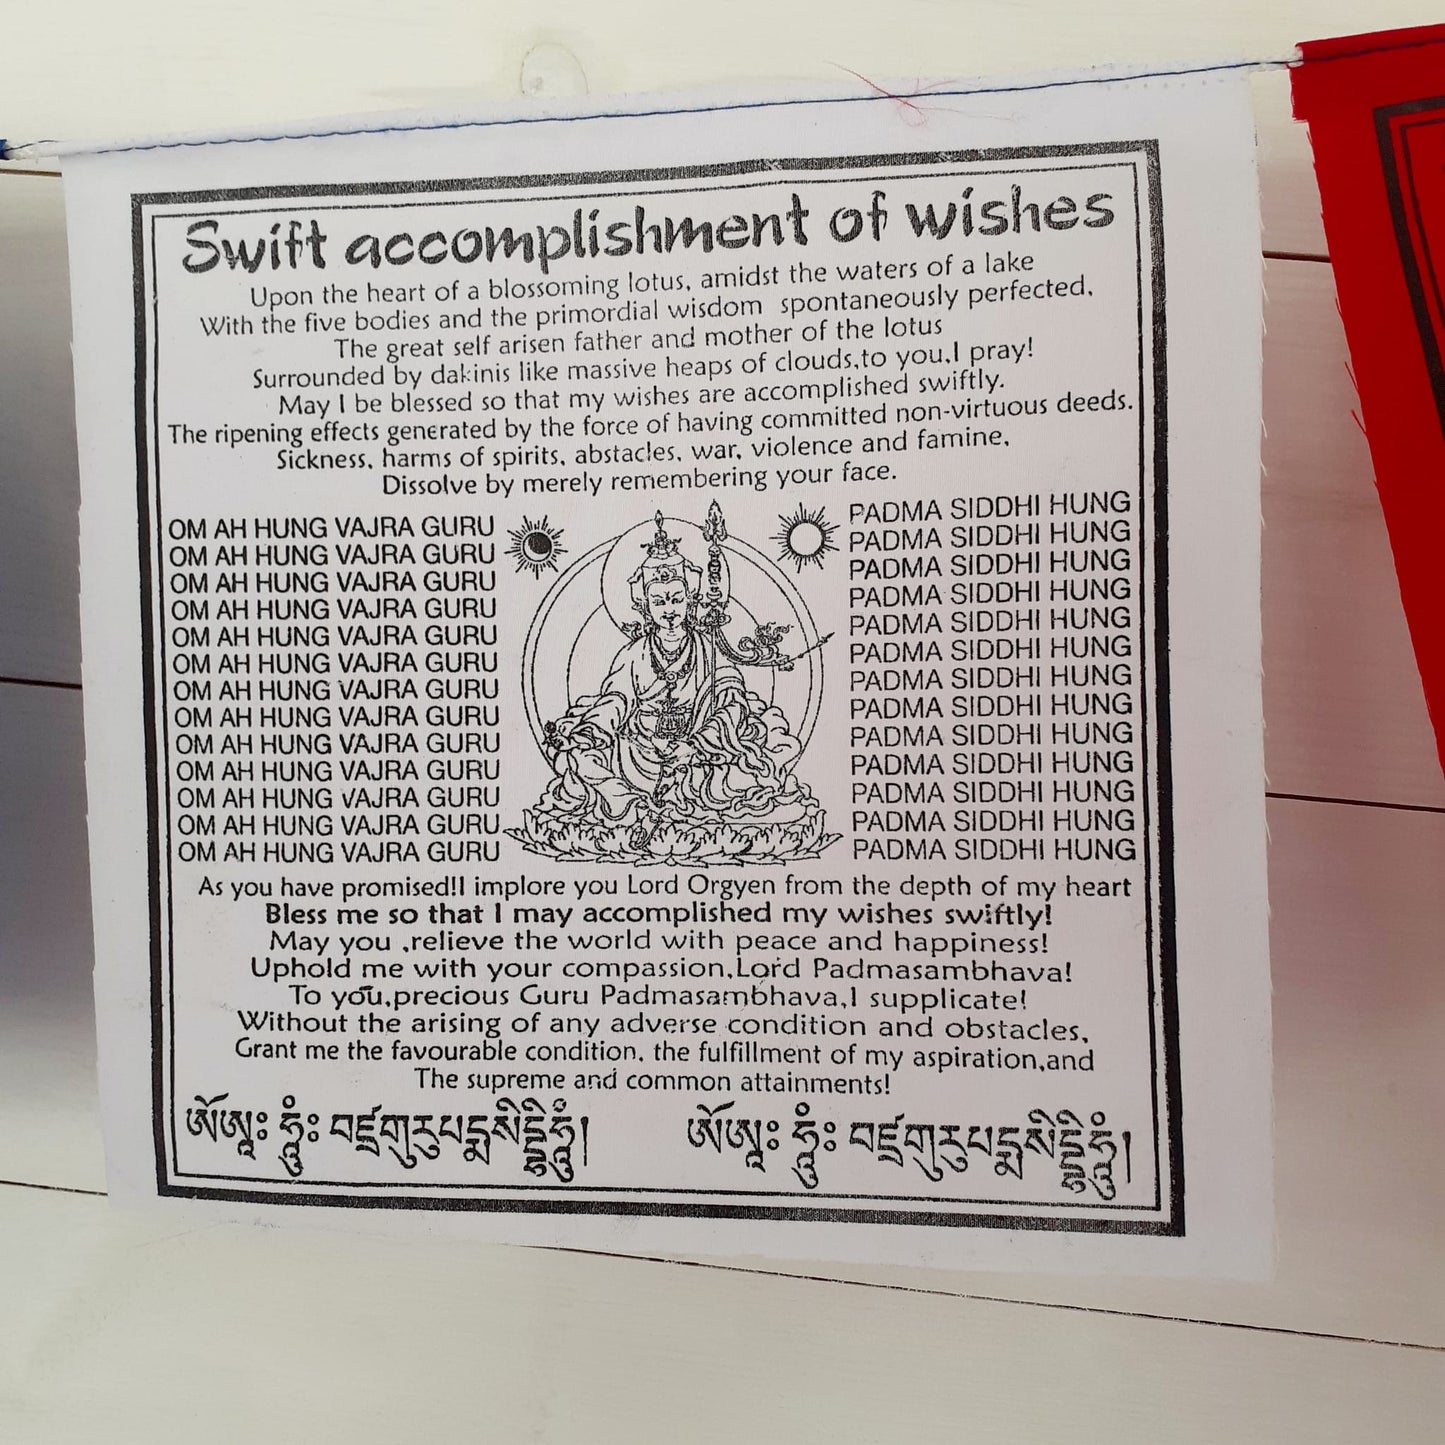 Swift accomplishment of wishes
Upon the heart of a blossoming lotus, amidst the waters of a lake
With the five bodies and the primordial wisdom spontaneously perfected,
The great self arisen father and mother of the lotus
Surrounded by dakinis like massive heaps of clouds,to you,I pray!
May I be blessed so that my wishes are accomplished swiftly.
The ripening effects generated by the force of having committed non-virtuous deeds.
Sickness, harms of spirits, abstacles, war, violence and famine,
Dissolve by merely remembering your face.
OM AH HUNG VAJRA GURU PADMA SIDDHI HUNG
OM AH HUNG VAJRA GURU PADMA SIDDHI HUNG
OM AH HUNG VAJRA GURU PADMA SIDDHI HUNG
OM AH HUNG VAJRA GURU PADMA SIDDHI HUNG
OM AH HUNG VAJRA GURU PADMA SIDDHI HUNG
OM AH HUNG VAJRA GURU PADMA SIDDHI HUNG
OM AH HUNG VAJRA GURU PADMA SIDDHI HUNG
OM AH HUNG VAJRA GURU PADMA SIDDHI HUNG
OM AH HUNG VAJRA GURU PADMA SIDDHI HUNG
OM AH HUNG VAJRA GURU PADMA SIDDHI HUNG
OM AH HUNG VAJRA GURU PADMA SIDDHI HUNG
OM AH HUNG VAJRA GURU PADMA SIDDHI HUNG
OM AH HUNG VAJRA GURU PADMA SIDDHI HUNG
As you have promised!I implore you Lord Orgyen from the depth of my heart
Bless me so that I may accomplished my wishes swiftly!
May you ,relieve the world with peace and happiness!
Uphold me with your compassion,Lord Padmasambhava!
To you,precious Guru Padmasambhava,I supplicate!
Without the arising of any adverse condition and obstacles,
Grant me the favourable condition, the fulfillment of my aspiration,and
The supreme and common attainments!
ཨོཾཨཱཿ ཧཱུྃཿ བཛྲགུརུཔདྨསིདྡྷིཧཱུྃ། ཨོཾཨཱཿ ཧཱུྃཿ བཛྲགུརུཔདྨསིདྡྷིཧཱུྃ།